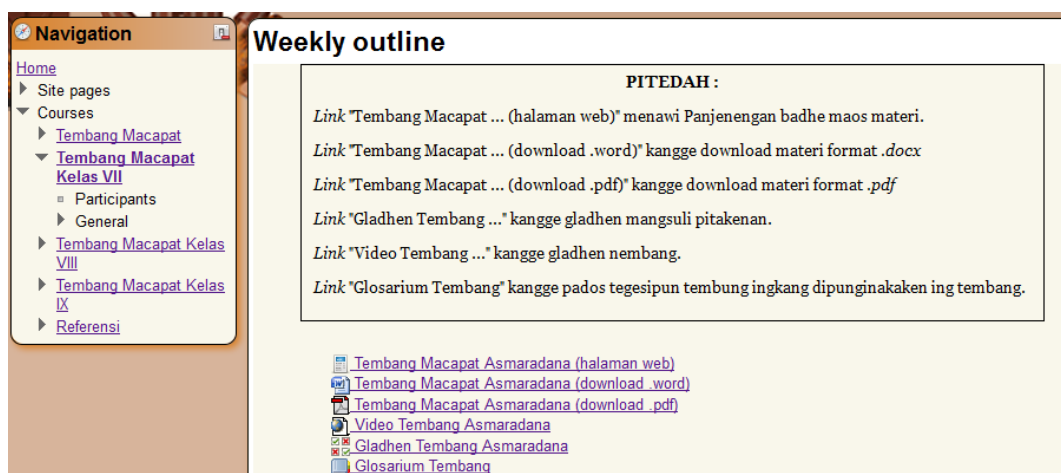 Navigation
Home
Site pages
Courses
Tembang Macapat
Tembang Macapat
Kelas VII
Participants
General
Tembang Macapat Kelas
VIII
Tembang Macapat Kelas
IX
Referensi
Weekly outline
PITEDAH :
Link "Tembang Macapat ... (halaman web)" menawi Panjenengan badhe maos materi.
Link "Tembang Macapat ... (download .word)" kangge download materi format .docx
Link "Tembang Macapat ... (download .pdf)" kangge download materi format .pdf
Link "Gladhen Tembang ..." kangge gladhen mangsuli pitakenan.
Link "Video Tembang ..." kangge gladhen nembang.
Link "Glosarium Tembang" kangge pados tegesipun tembung ingkang dipunginakaken ing tembang.
Tembang Macapat Asmaradana (halaman web)
Tembang Macapat Asmaradana (download .word)
Tembang Macapat Asmaradana (download .pdf)
Video Tembang Asmaradana
Gladhen Tembang Asmaradana
Glosarium Tembang